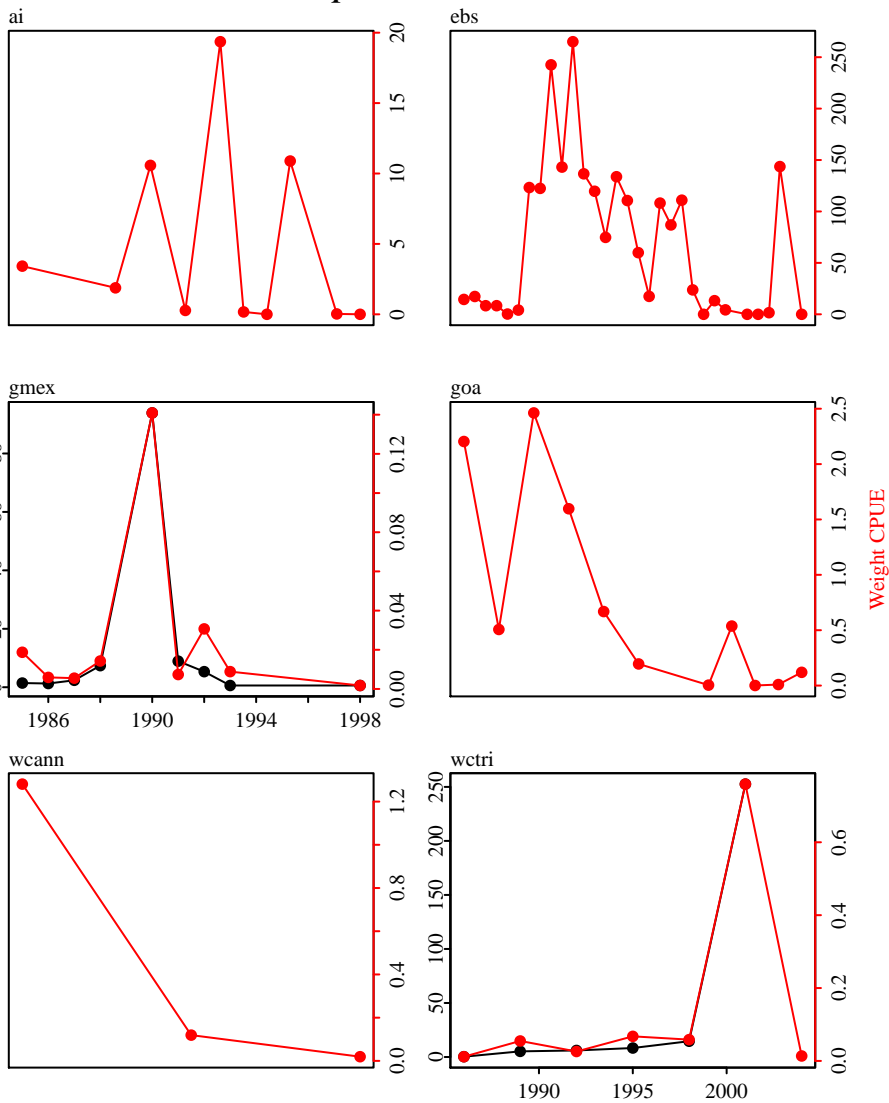 ai
0 5 10 15 20
ebs
0 50 100 150 200 250
gmex
0.00 0.04 0.08 0.12
1986 1990 1994 1998
goa
0.0 0.5 1.0 1.5 2.0 2.5
Weight CPUE
wcann
0.0 0.4 0.8 1.2
wctri
0 50 100 150 200 250
0.0 0.2 0.4 0.6
1990 1995 2000